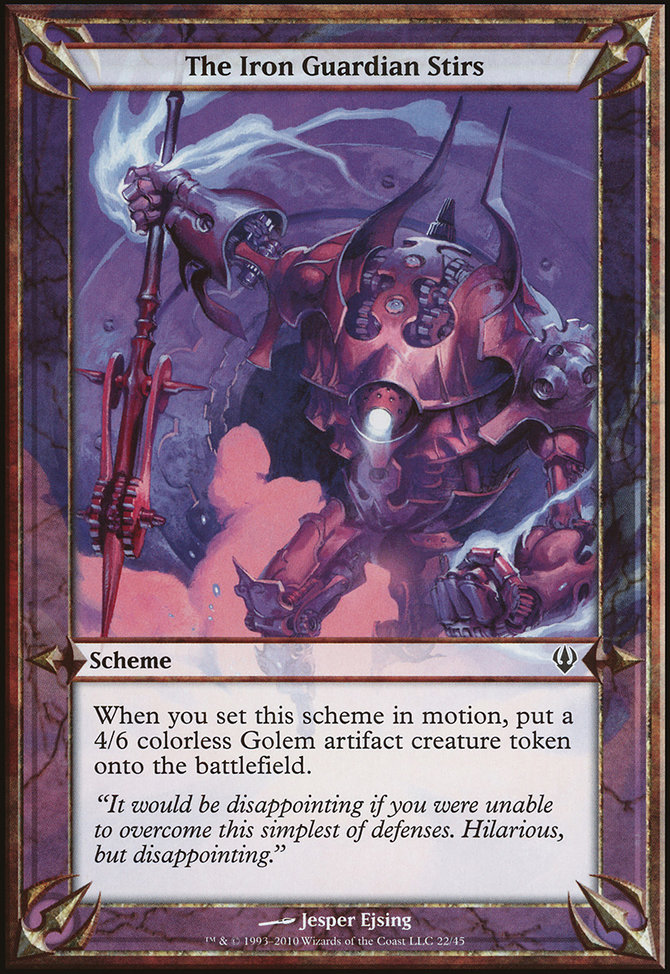 The Iron Guardian Stirs
Scheme
When you set this scheme in motion, put a
4/6 colorless Golem artifact creature token
onto the battlefield.
“It would be disappointing if you were unable
to overcome this simplest of defenses. Hilarious,
but disappointing.”
Jesper Ejsing
™ & © 1993–2010 Wizards of the Coast LLC 22/45